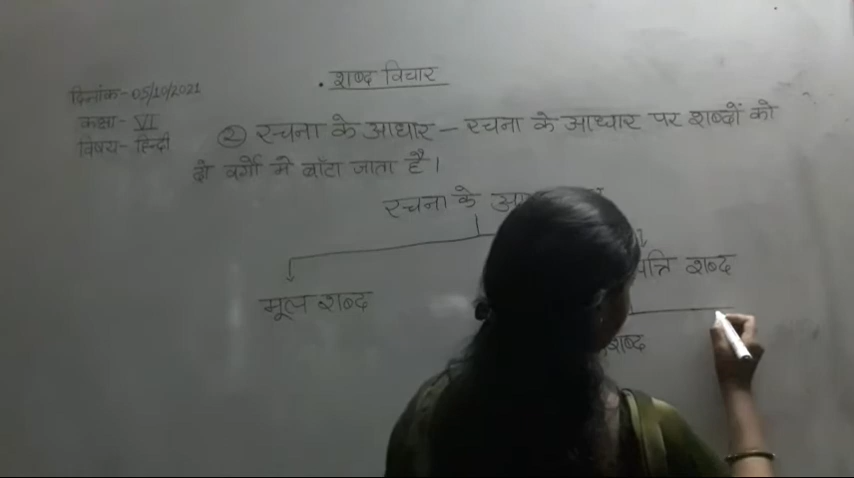 शब्द विचार
दिनांक-05/10/2021
कक्षा- VI
विषय- हिन्दी
② रचना के आधार – रचना के आधार पर शब्दों को
दो वर्गों में बाँटा जाता है।
रचना के
मूल शब्द
शब्द
शब्द